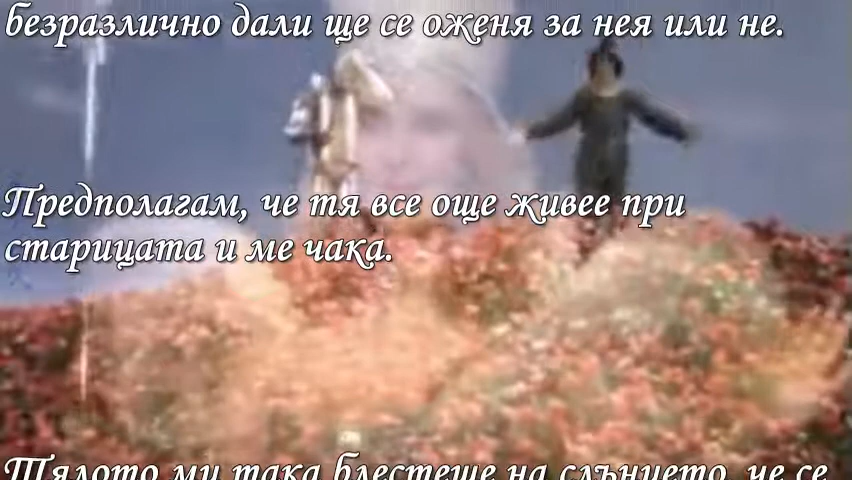 безразлично дали ще се оженя за нея или не.
Предполагам, че тя все още живее при
старицата и ме чака.
Тялото ми така блестеше на слънцето, че се